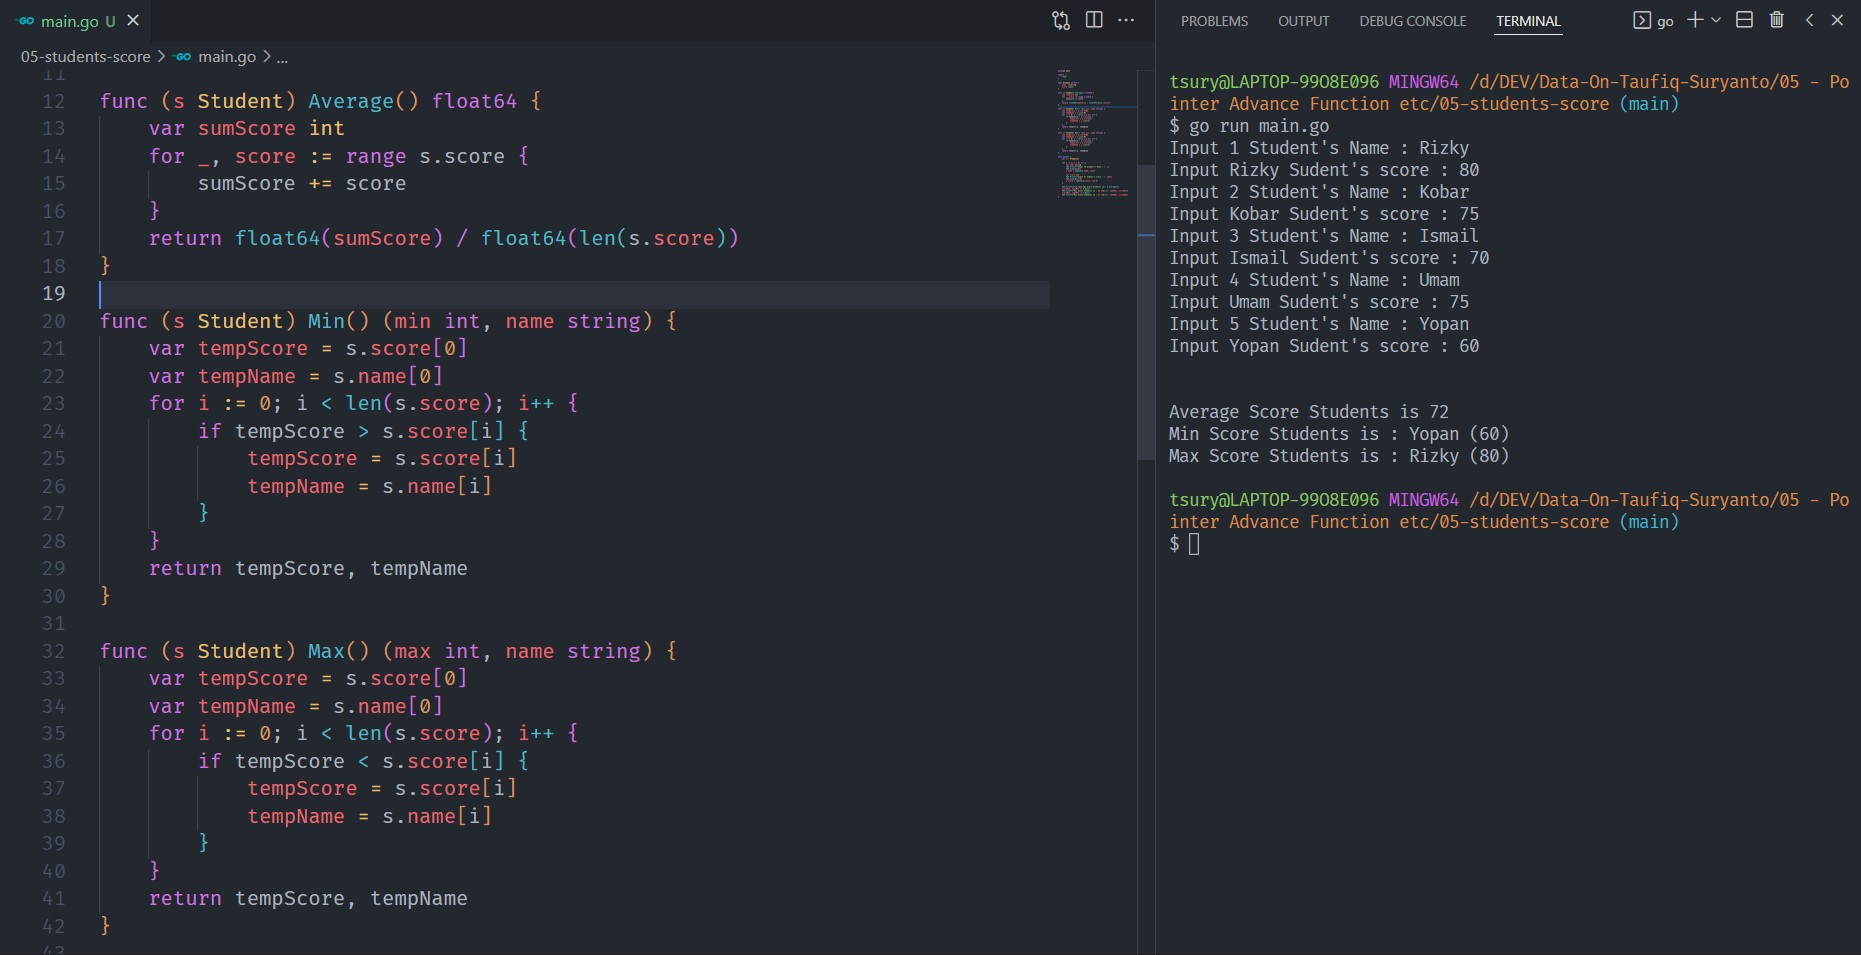 GO main.go U
05-students-score > GO main.go > ...
11
12 func (s Student) Average() float64 {
13 var sumScore int
14 for _, score := range s.score {
15 sumScore += score
16 }
17 return float64(sumScore) / float64(len(s.score))
18 }
19
20 func (s Student) Min() (min int, name string) {
21 var tempScore = s.score[0]
22 var tempName = s.name[0]
23 for i := 0; i < len(s.score); i++ {
24 if tempScore > s.score[i] {
25 tempScore = s.score[i]
26 tempName = s.name[i]
27 }
28 }
29 return tempScore, tempName
30 }
31
32 func (s Student) Max() (max int, name string) {
33 var tempScore = s.score[0]
34 var tempName = s.name[0]
35 for i := 0; i < len(s.score); i++ {
36 if tempScore < s.score[i] {
37 tempScore = s.score[i]
38 tempName = s.name[i]
39 }
40 }
41 return tempScore, tempName
42 }
43
PROBLEMS OUTPUT DEBUG CONSOLE TERMINAL go
tsury@LAPTOP-99O8E096 MINGW64 /d/DEV/Data-On-Taufiq-Suryanto/05 - Po
inter Advance Function etc/05-students-score (main)
$ go run main.go
Input 1 Student's Name : Rizky
Input Rizky Sudent's score : 80
Input 2 Student's Name : Kobar
Input Kobar Sudent's score : 75
Input 3 Student's Name : Ismail
Input Ismail Sudent's score : 70
Input 4 Student's Name : Umam
Input Umam Sudent's score : 75
Input 5 Student's Name : Yopan
Input Yopan Sudent's score : 60
Average Score Students is 72
Min Score Students is : Yopan (60)
Max Score Students is : Rizky (80)
tsury@LAPTOP-99O8E096 MINGW64 /d/DEV/Data-On-Taufiq-Suryanto/05 - Po
inter Advance Function etc/05-students-score (main)
$